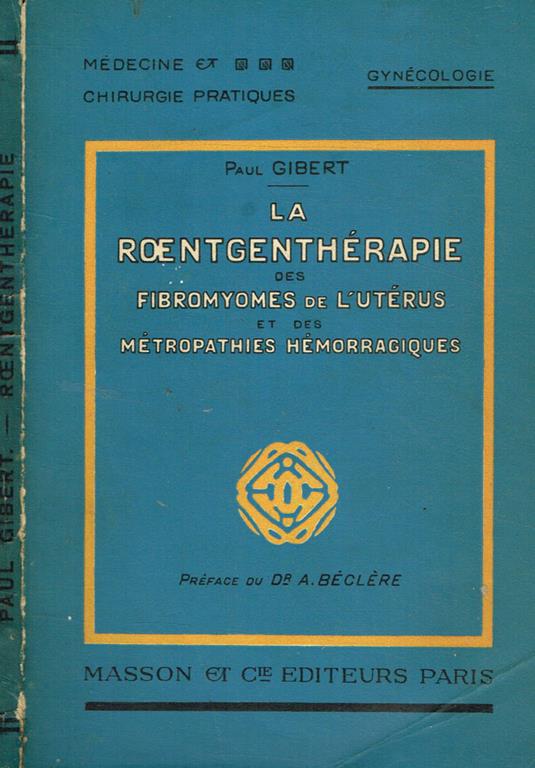 MÉDECINE ET
CHIRURGIE PRATIQUES
GYNÉCOLOGIE
PAUL GIBERT
LA
RŒNTGENTHÉRAPIE
DES
FIBROMYOMES DE L'UTÉRUS
ET DES
MÉTROPATHIES HÉMORRAGIQUES
PRÉFACE DU DR A. BÉCLÈRE
MASSON ET CIE EDITEURS PARIS
PAUL GIBERT. — RŒNTGENTHÉRAPIE